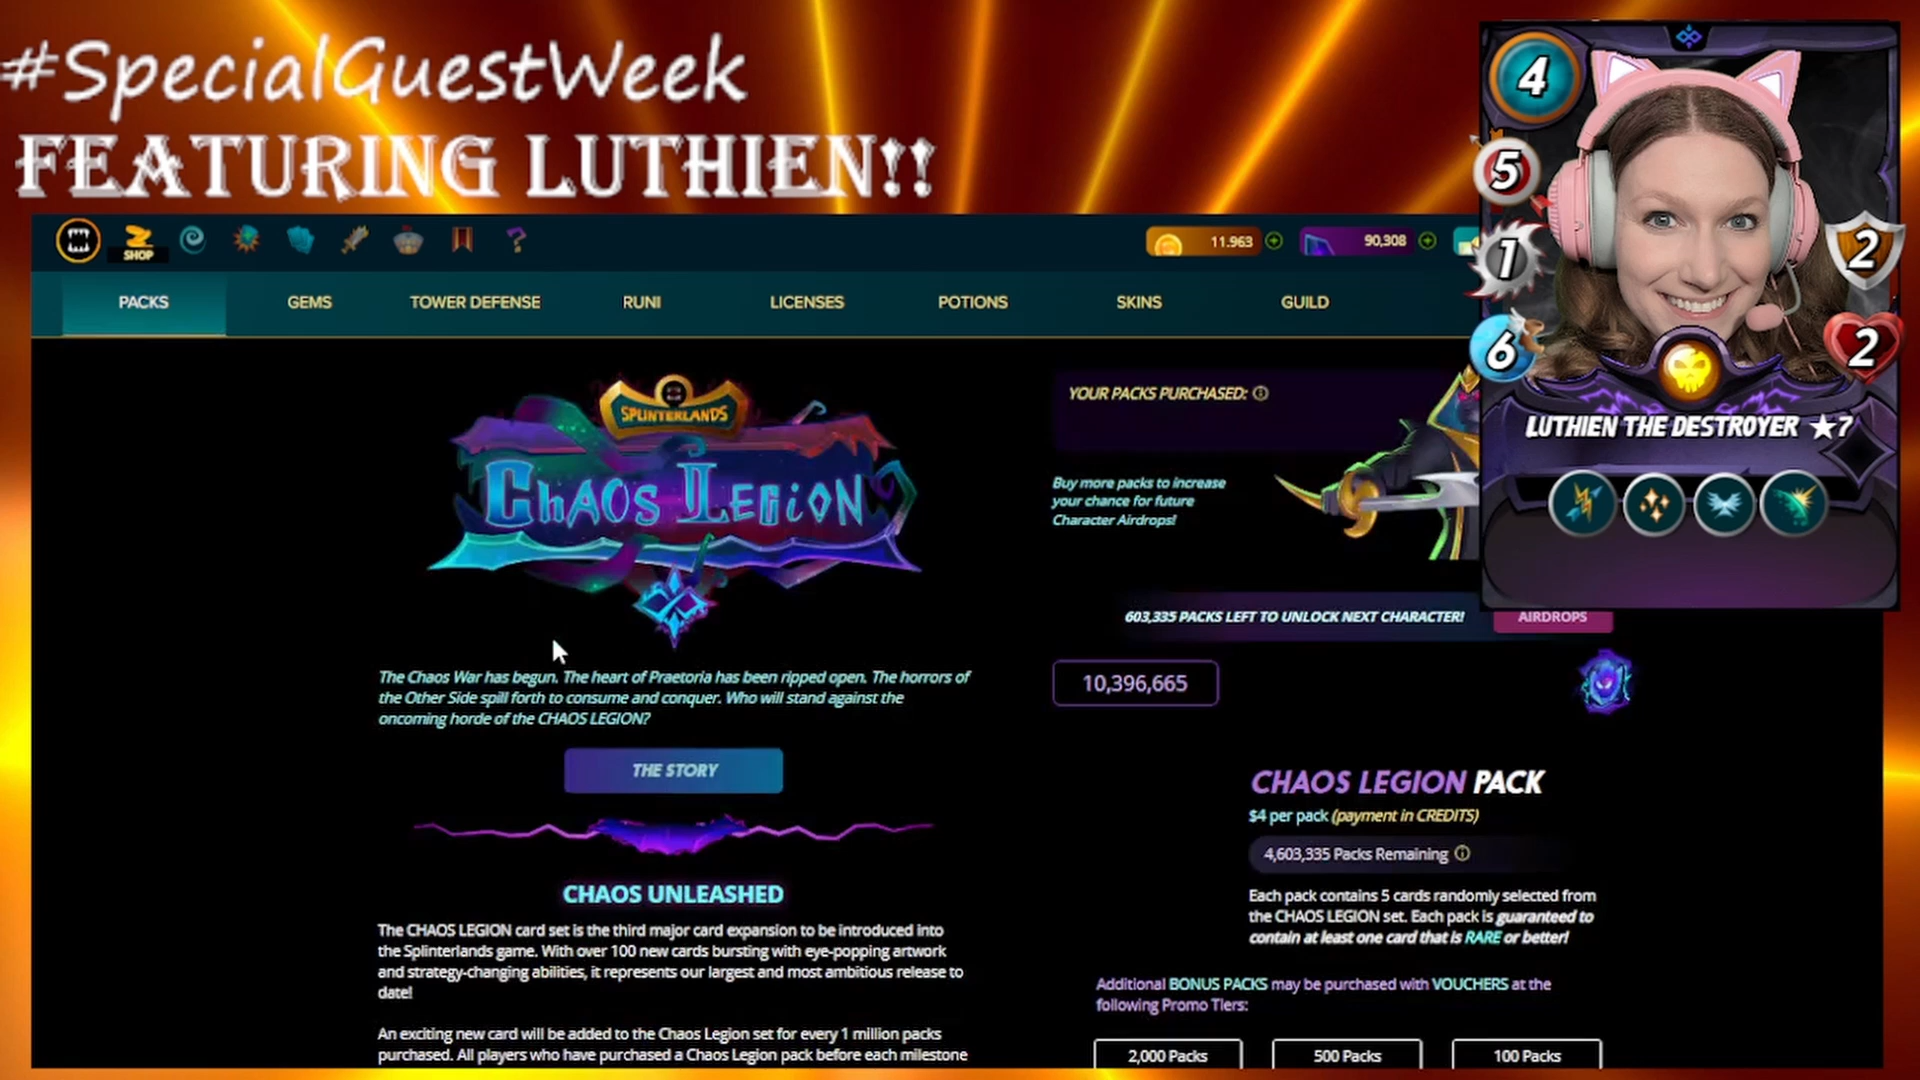 #SpecialGuestWeek
FEATURING LUTHIEN!!
SHOP
11.963
90,308
PACKS
GEMS
TOWER DEFENSE
RUNI
LICENSES
POTIONS
SKINS
GUILD
4
5
1
6
2
2
LUTHIEN THE DESTROYER ★7
SPLINTERLANDS
CHAOS LEGION
YOUR PACKS PURCHASED:
Buy more packs to increase
your chance for future
Character Airdrops!
603,335 PACKS LEFT TO UNLOCK NEXT CHARACTER!
AIRDROPS
10,396,665
The Chaos War has begun. The heart of Praetoria has been ripped open. The horrors of
the Other Side spill forth to consume and conquer. Who will stand against the
oncoming horde of the CHAOS LEGION?
THE STORY
CHAOS UNLEASHED
The CHAOS LEGION card set is the third major card expansion to be introduced into
the Splinterlands game. With over 100 new cards bursting with eye-popping artwork
and strategy-changing abilities, it represents our largest and most ambitious release to
date!
An exciting new card will be added to the Chaos Legion set for every 1 million packs
purchased. All players who have purchased a Chaos Legion pack before each milestone
CHAOS LEGION PACK
$4 per pack (payment in CREDITS)
4,603,335 Packs Remaining
Each pack contains 5 cards randomly selected from
the CHAOS LEGION set. Each pack is guaranteed to
contain at least one card that is RARE or better!
Additional BONUS PACKS may be purchased with VOUCHERS at the
following Promo Tiers:
2,000 Packs
500 Packs
100 Packs